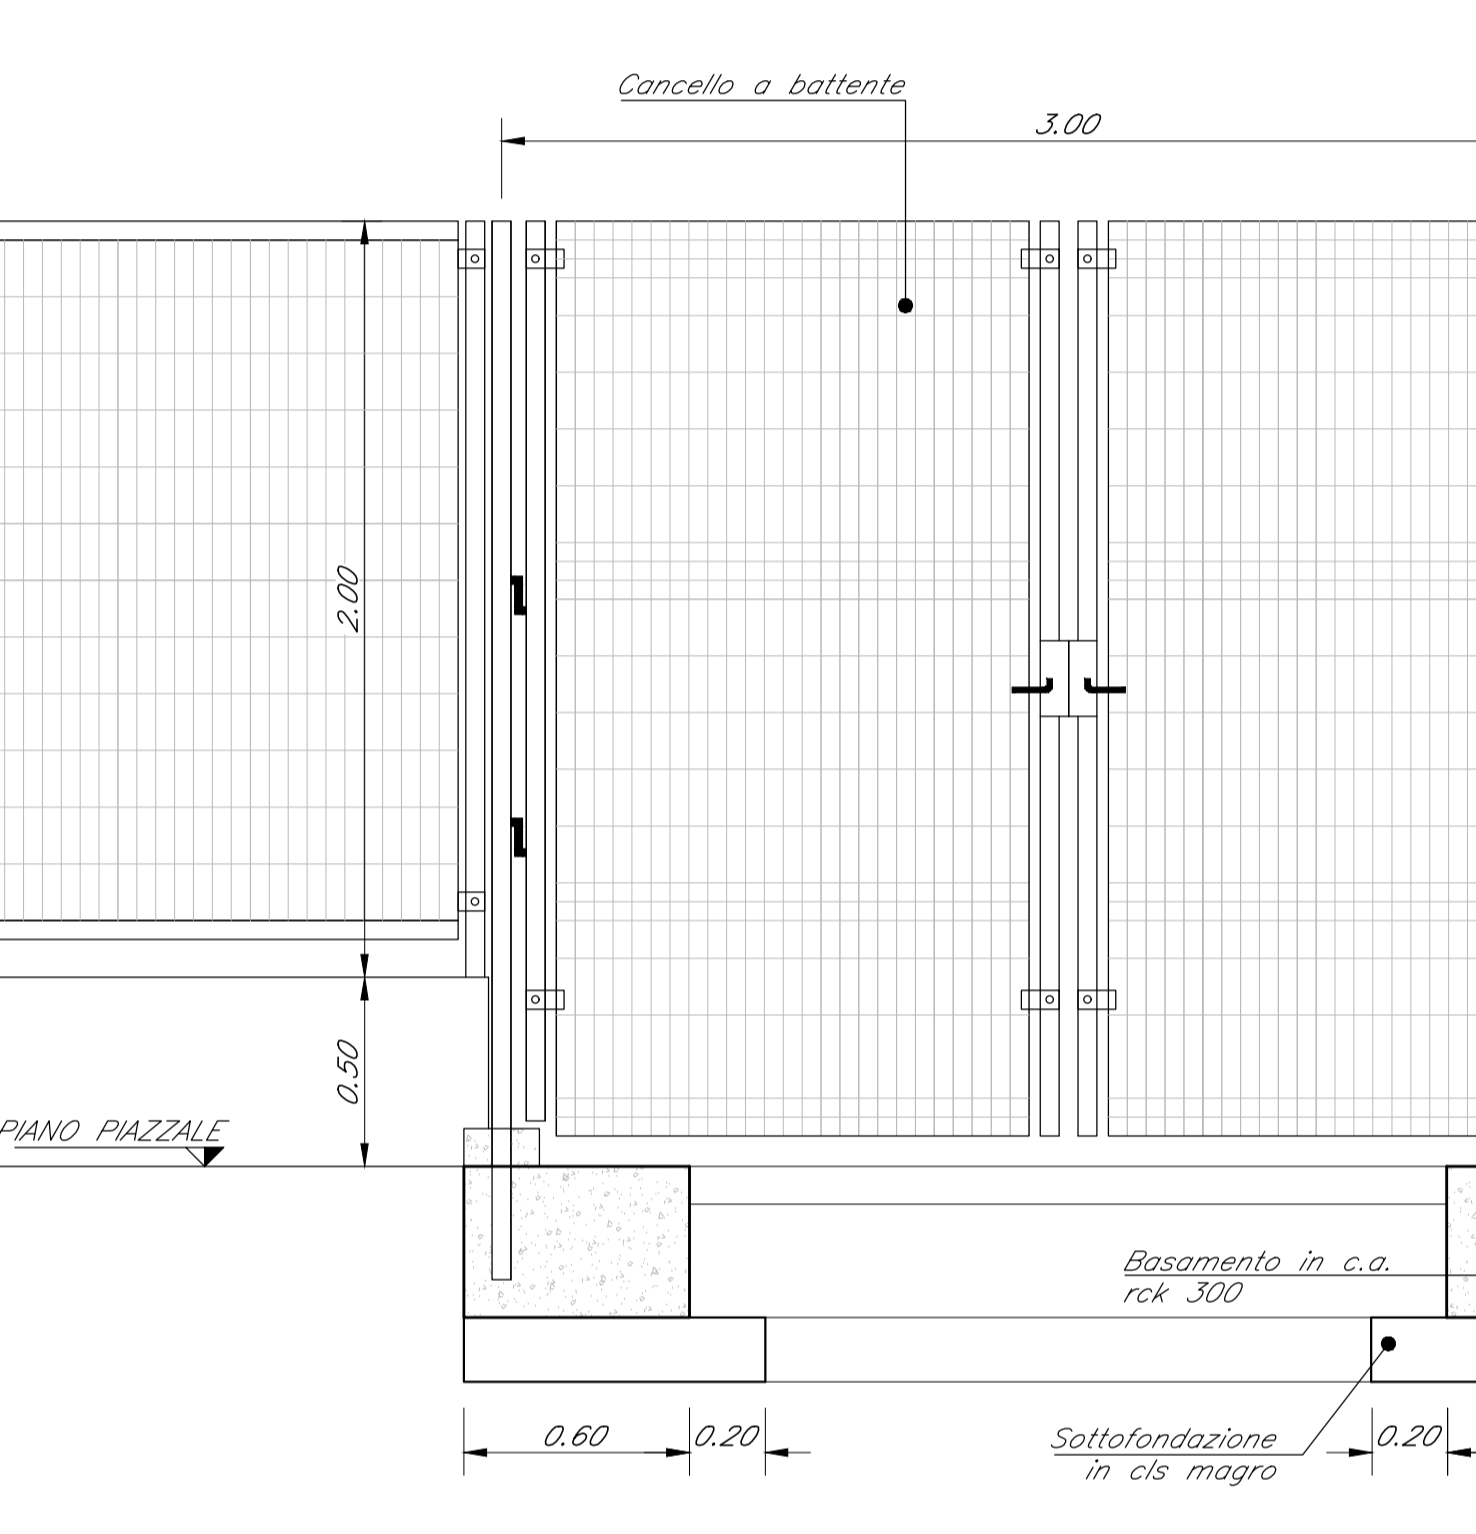 Cancello a battente
3.00
2.00
0.50
PIANO PIAZZALE
Basamento in c.a.
rck 300
0.60
0.20
Sottofondazione
in cls magro
0.20